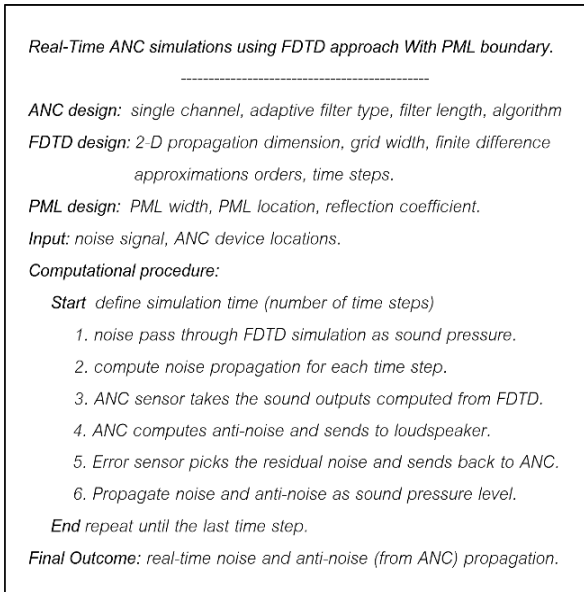 Real-Time ANC simulations using FDTD approach With PML boundary.
---------------------------------------------
ANC design: single channel, adaptive filter type, filter length, algorithm
FDTD design: 2-D propagation dimension, grid width, finite difference
approximations orders, time steps.
PML design: PML width, PML location, reflection coefficient.
Input: noise signal, ANC device locations.
Computational procedure:
Start define simulation time (number of time steps)
1. noise pass through FDTD simulation as sound pressure.
2. compute noise propagation for each time step.
3. ANC sensor takes the sound outputs computed from FDTD.
4. ANC computes anti-noise and sends to loudspeaker.
5. Error sensor picks the residual noise and sends back to ANC.
6. Propagate noise and anti-noise as sound pressure level.
End repeat until the last time step.
Final Outcome: real-time noise and anti-noise (from ANC) propagation.